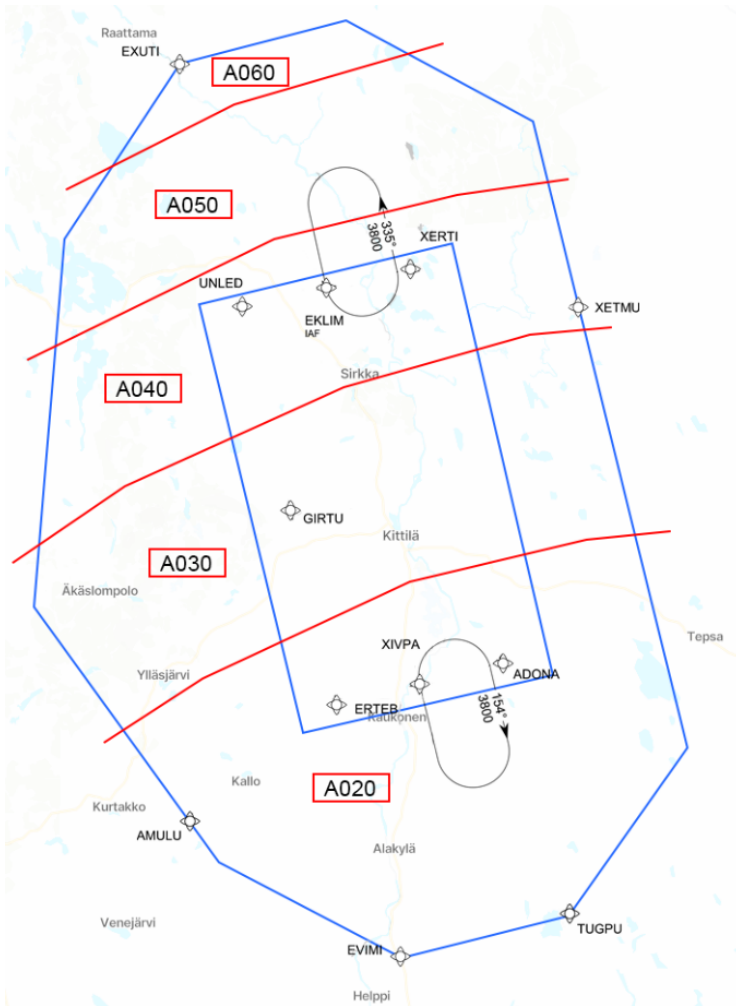 Raattama
EXUTI
A060
A050
335°
3800
XERTI
UNLED
EKLIM
IAF
XETMU
Sirkka
A040
GIRTU
Kittilä
A030
Äkäslompolo
Tepsa
XIVPA
Ylläsjärvi
ADONA
154°
3800
ERTEB
Raukonen
Kallo
A020
Kurtakko
AMULU
Alakylä
Venejärvi
TUGPU
EVIMI
Helppi